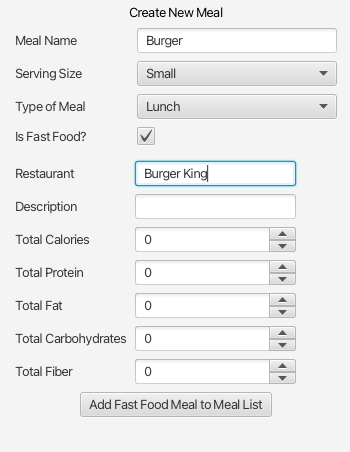 Create New Meal
Meal Name Burger
Serving Size Small
Type of Meal Lunch
Is Fast Food?
Restaurant Burger King
Description
Total Calories 0
Total Protein 0
Total Fat 0
Total Carbohydrates 0
Total Fiber 0
Add Fast Food Meal to Meal List